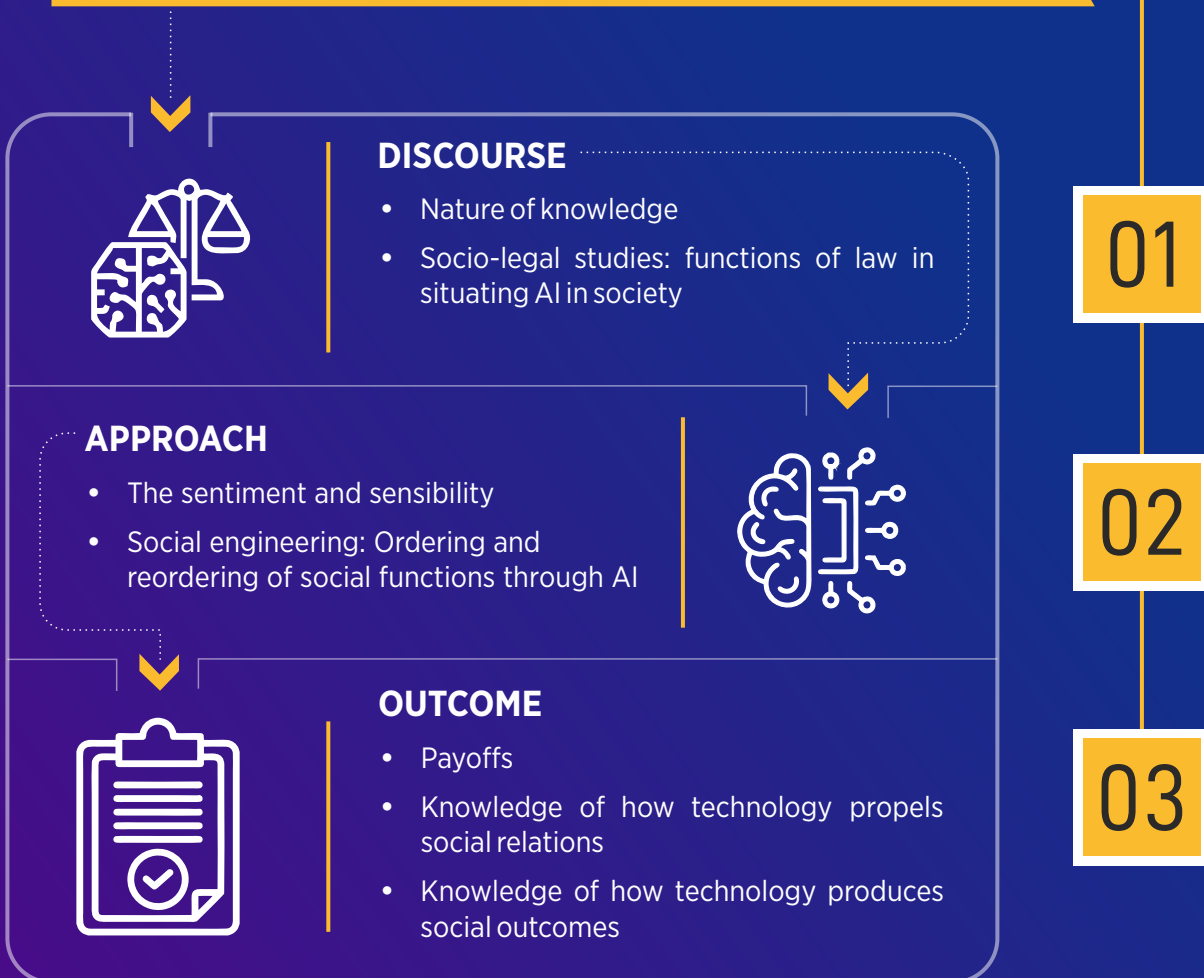 DISCOURSE
• Nature of knowledge
• Socio-legal studies: functions of law in
situating AI in society
01
APPROACH
• The sentiment and sensibility
• Social engineering: Ordering and
reordering of social functions through AI
02
OUTCOME
• Payoffs
• Knowledge of how technology propels
social relations
• Knowledge of how technology produces
social outcomes
03